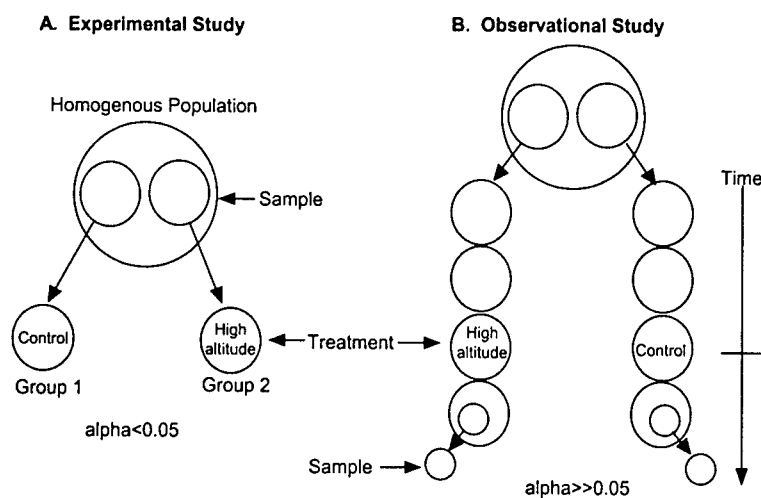 A. Experimental Study
Homogenous Population
Sample
Control
High
altitude
Group 1
Group 2
alpha<0.05
Treatment
B. Observational Study
Time
High
altitude
Control
Sample
alpha>>0.05